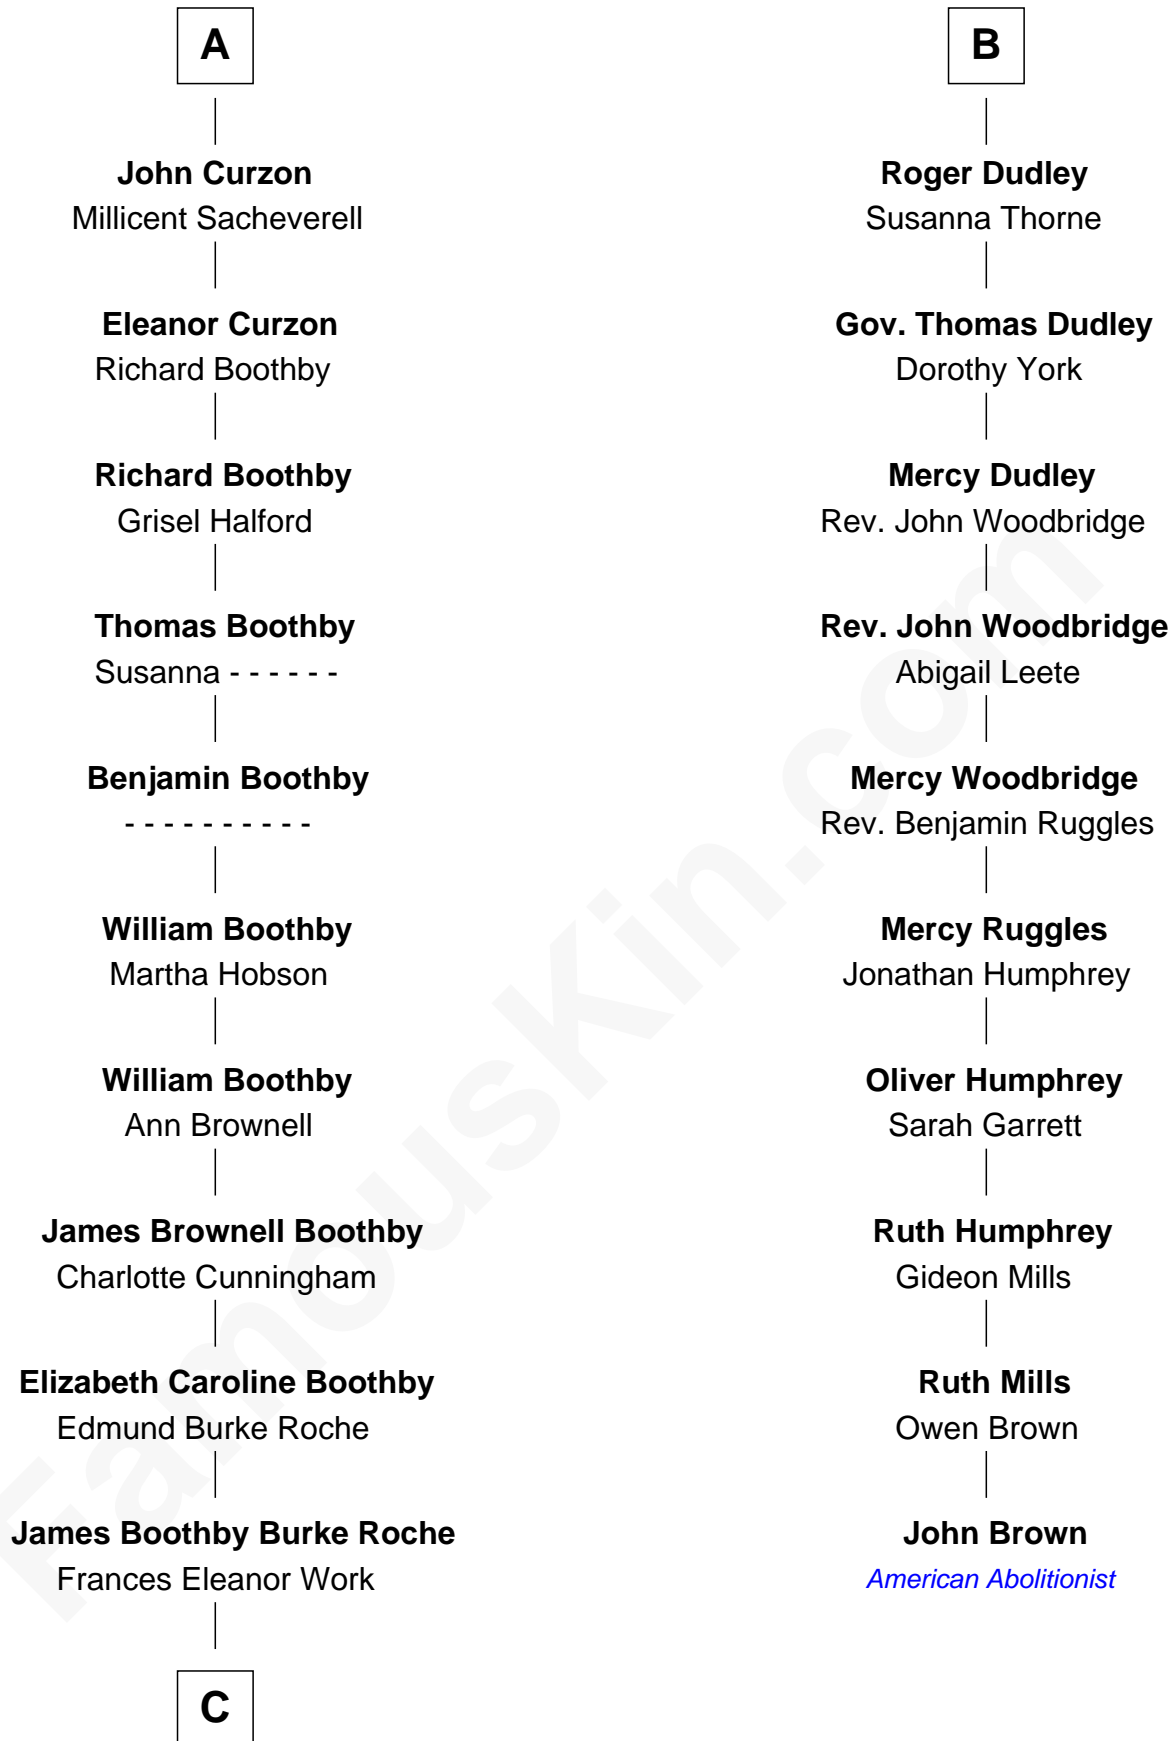 A
John Curzon
Millicent Sacheverell
Eleanor Curzon
Richard Boothby
Richard Boothby
Grisel Halford
Thomas Boothby
Susanna - - - - - -
Benjamin Boothby
- - - - - - - - - -
William Boothby
Martha Hobson
William Boothby
Ann Brownell
James Brownell Boothby
Charlotte Cunningham
Elizabeth Caroline Boothby
Edmund Burke Roche
James Boothby Burke Roche
Frances Eleanor Work
C
B
Roger Dudley
Susanna Thorne
Gov. Thomas Dudley
Dorothy York
Mercy Dudley
Rev. John Woodbridge
Rev. John Woodbridge
Abigail Leete
Mercy Woodbridge
Rev. Benjamin Ruggles
Mercy Ruggles
Jonathan Humphrey
Oliver Humphrey
Sarah Garrett
Ruth Humphrey
Gideon Mills
Ruth Mills
Owen Brown
John Brown
American Abolitionist
FamousKin.com